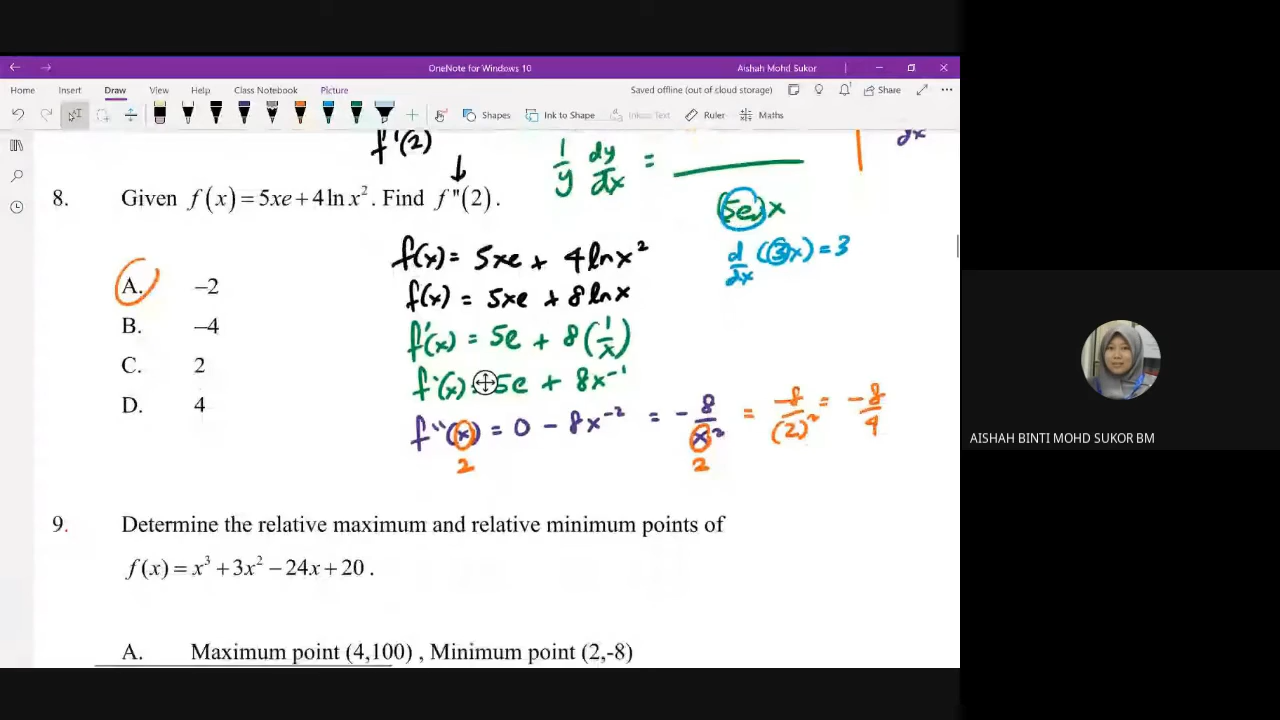 OneNote for Windows 10
Aishah Mohd Sukor
Home Insert Draw View Help Class Notebook Picture
Saved offline (out of cloud storage) Share
Shapes Ink to Shape Ink to Text Ruler Maths
f'(2)
↓
1/y dy/dx = 
dx
8. Given f(x) = 5xe + 4 ln x². Find f"(2).
(5e)x
d/dx (3x) = 3
f(x) = 5xe + 4 ln x²
A. –2
f(x) = 5xe + 8 ln x
B. –4
f'(x) = 5e + 8(1/x)
C. 2
f'(x) 5e + 8x⁻¹
D. 4
f''(x) = 0 - 8x⁻² = - 8/x² = -8/(2)² = -8/4
2 2
AISHAH BINTI MOHD SUKOR BM
9. Determine the relative maximum and relative minimum points of
f(x) = x³ + 3x² – 24x + 20 .
A. Maximum point (4,100) , Minimum point (2,-8)